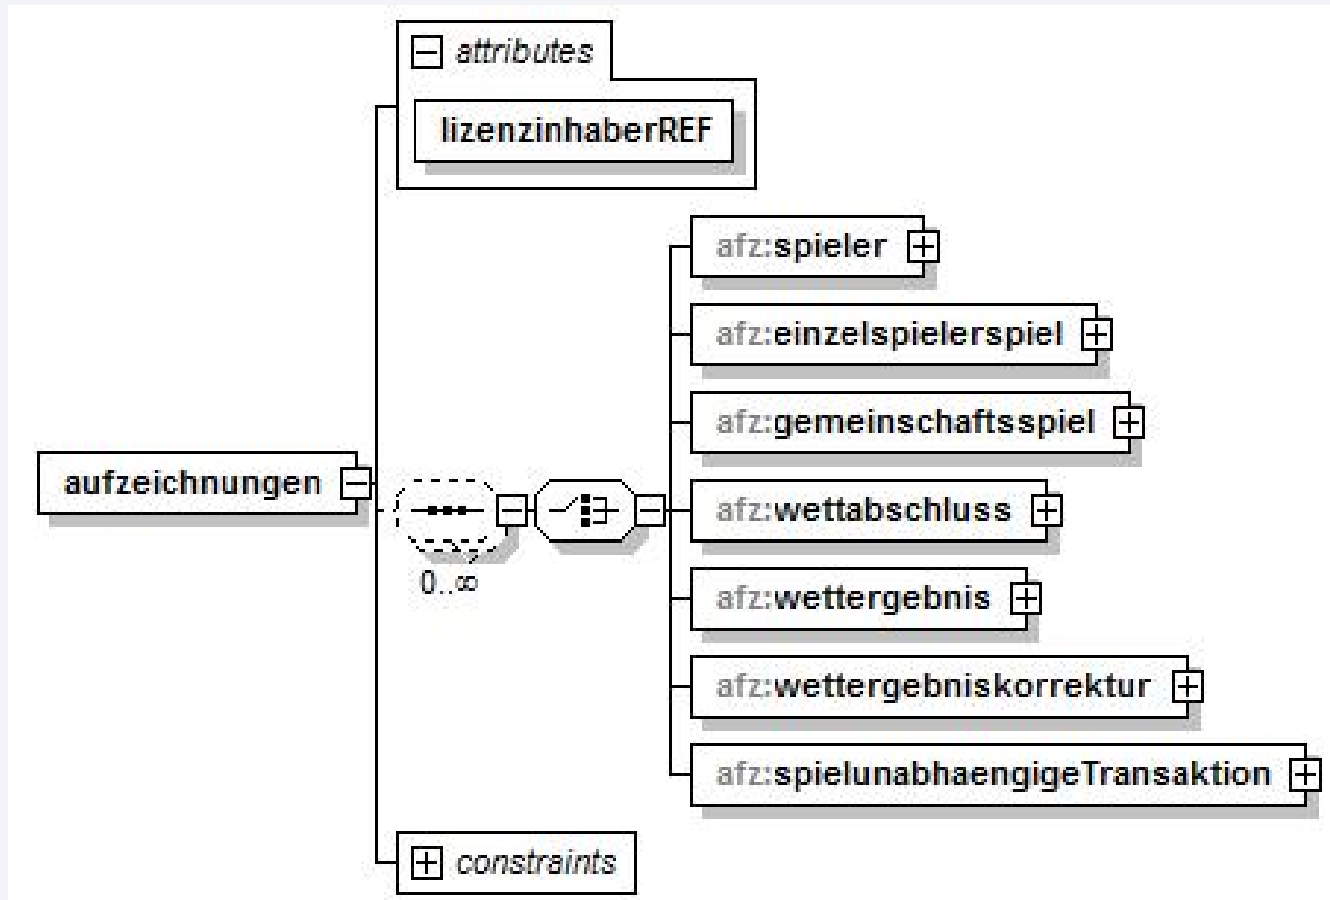 attributes
lizenzinhaberREF
afz:spieler
afz:einzelspielerspiel
afz:gemeinschaftsspiel
aufzeichnungen
afz:wettabschluss
0..∞
afz:wettergebnis
afz:wettergebniskorrektur
afz:spielunabhaengigeTransaktion
constraints